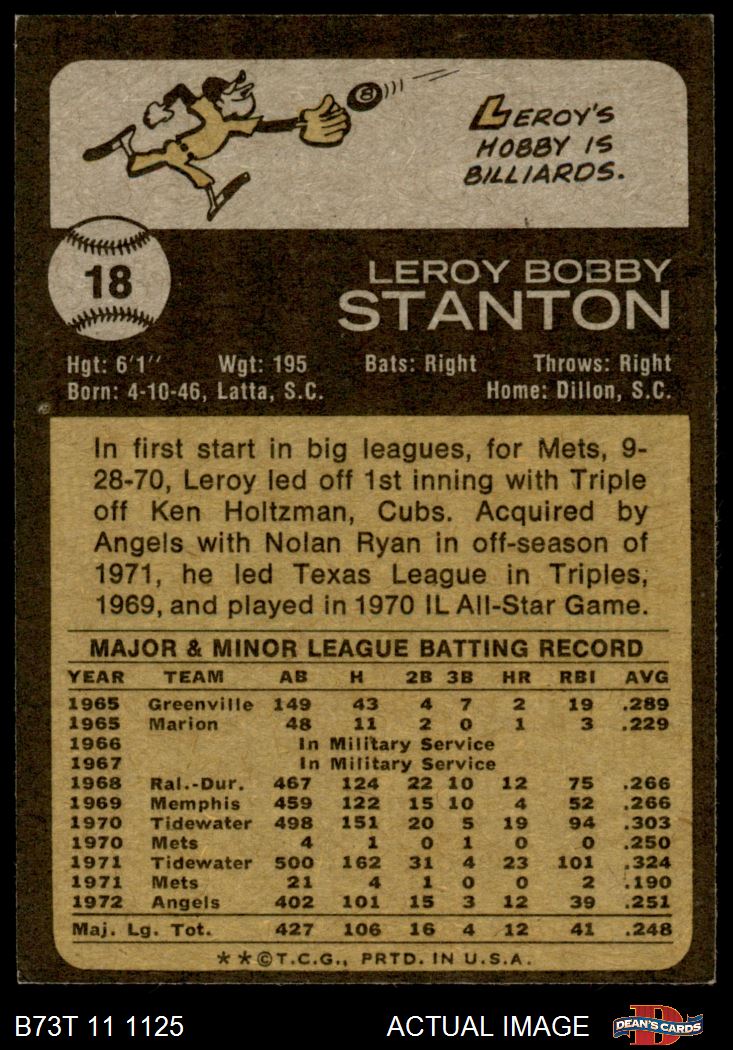 8
LEROY'S
HOBBY IS
BILLIARDS.
18
LEROY BOBBY
STANTON
Hgt: 6'1" Wgt: 195 Bats: Right Throws: Right
Born: 4-10-46, Latta, S.C. Home: Dillon, S.C.
In first start in big leagues, for Mets, 9-
28-70, Leroy led off 1st inning with Triple
off Ken Holtzman, Cubs. Acquired by
Angels with Nolan Ryan in off-season of
1971, he led Texas League in Triples,
1969, and played in 1970 IL All-Star Game.
MAJOR & MINOR LEAGUE BATTING RECORD
YEAR TEAM AB H 2B 3B HR RBI AVG
1965 Greenville 149 43 4 7 2 19 .289
1965 Marion 48 11 2 0 1 3 .229
1966 In Military Service
1967 In Military Service
1968 Ral.-Dur. 467 124 22 10 12 75 .266
1969 Memphis 459 122 15 10 4 52 .266
1970 Tidewater 498 151 20 5 19 94 .303
1970 Mets 4 1 0 1 0 0 .250
1971 Tidewater 500 162 31 4 23 101 .324
1971 Mets 21 4 1 0 0 2 .190
1972 Angels 402 101 15 3 12 39 .251
Maj. Lg. Tot. 427 106 16 4 12 41 .248
**©T.C.G., PRTD. IN U.S.A.
B73T 11 1125 ACTUAL IMAGE D DEAN'S CARDS